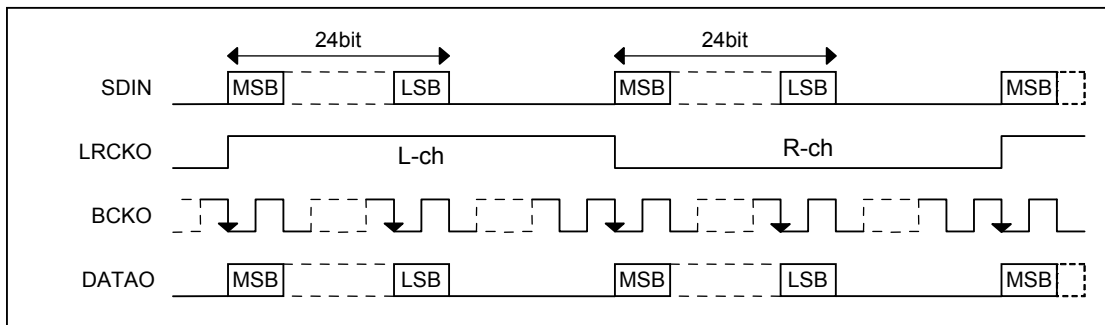 24bit 24bit
SDIN MSB LSB MSB LSB MSB
LRCKO L-ch R-ch
BCKO
DATAO MSB LSB MSB LSB MSB